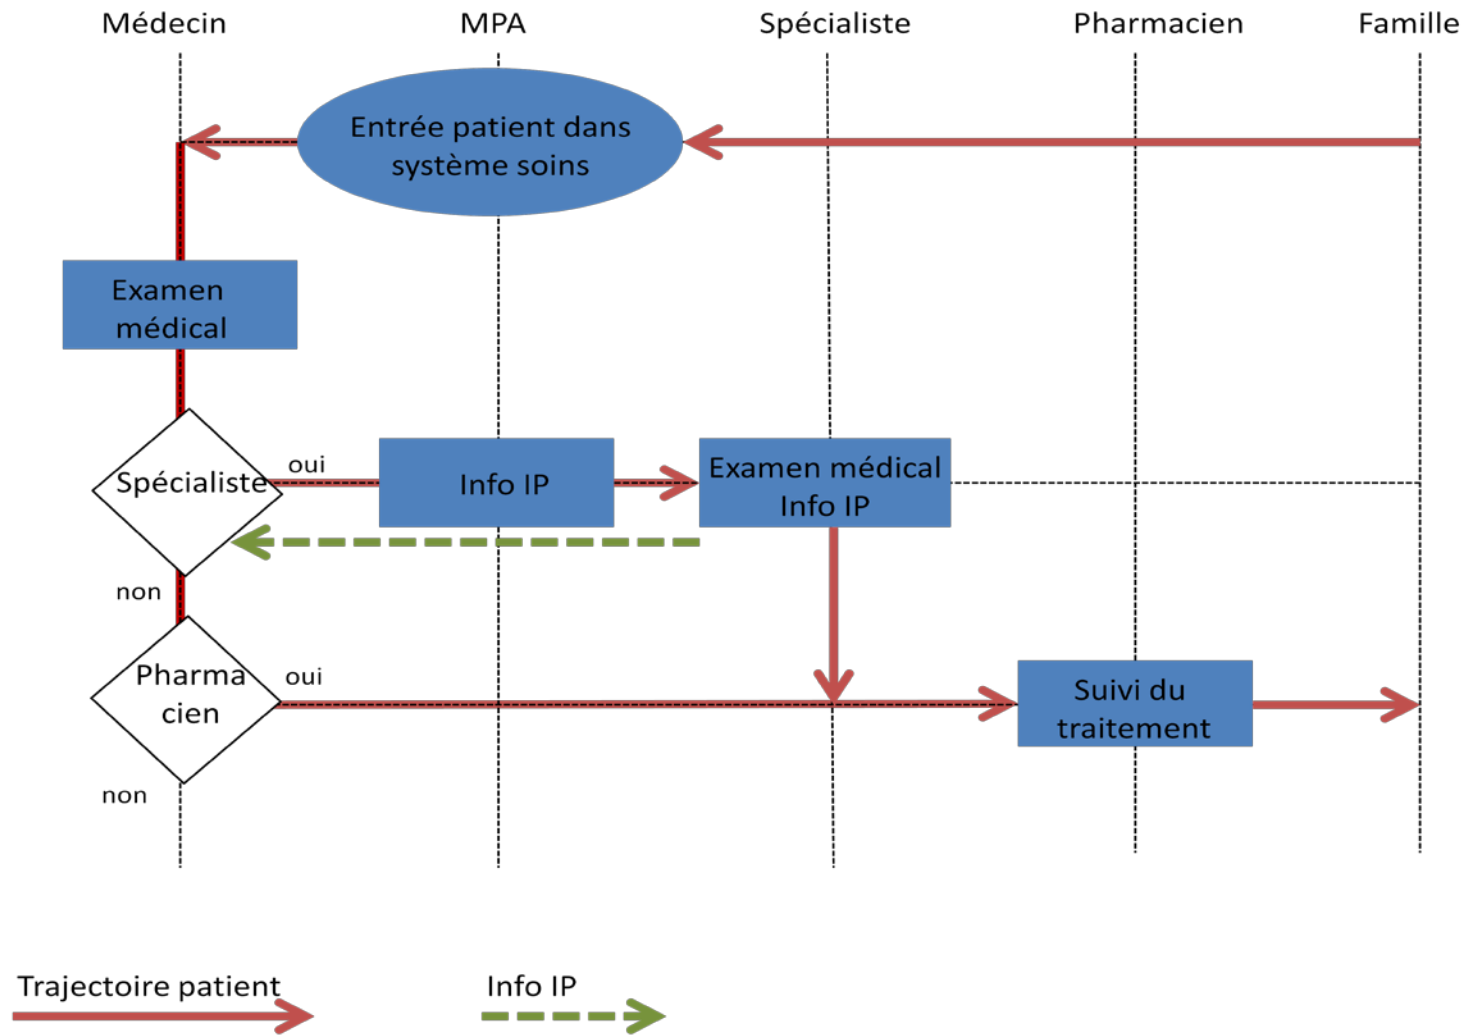 Médecin
MPA
Spécialiste
Pharmacien
Famille
Entrée patient dans
système soins
Examen
médical
Spécialiste
oui
Info IP
Examen médical
Info IP
non
Pharma
cien
oui
Suivi du
traitement
non
Trajectoire patient
Info IP